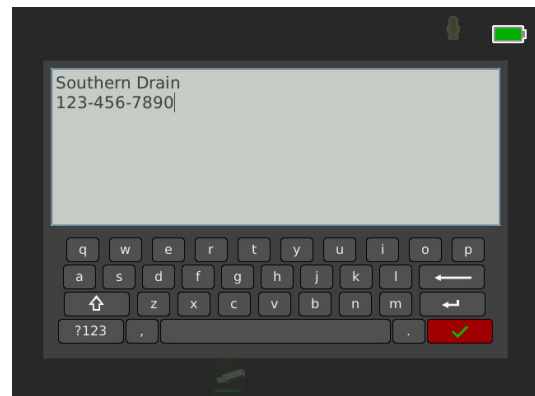 Southern Drain
123-456-7890
q w e r t y u i o p
a s d f g h j k l
z x c v b n m
?123 , .